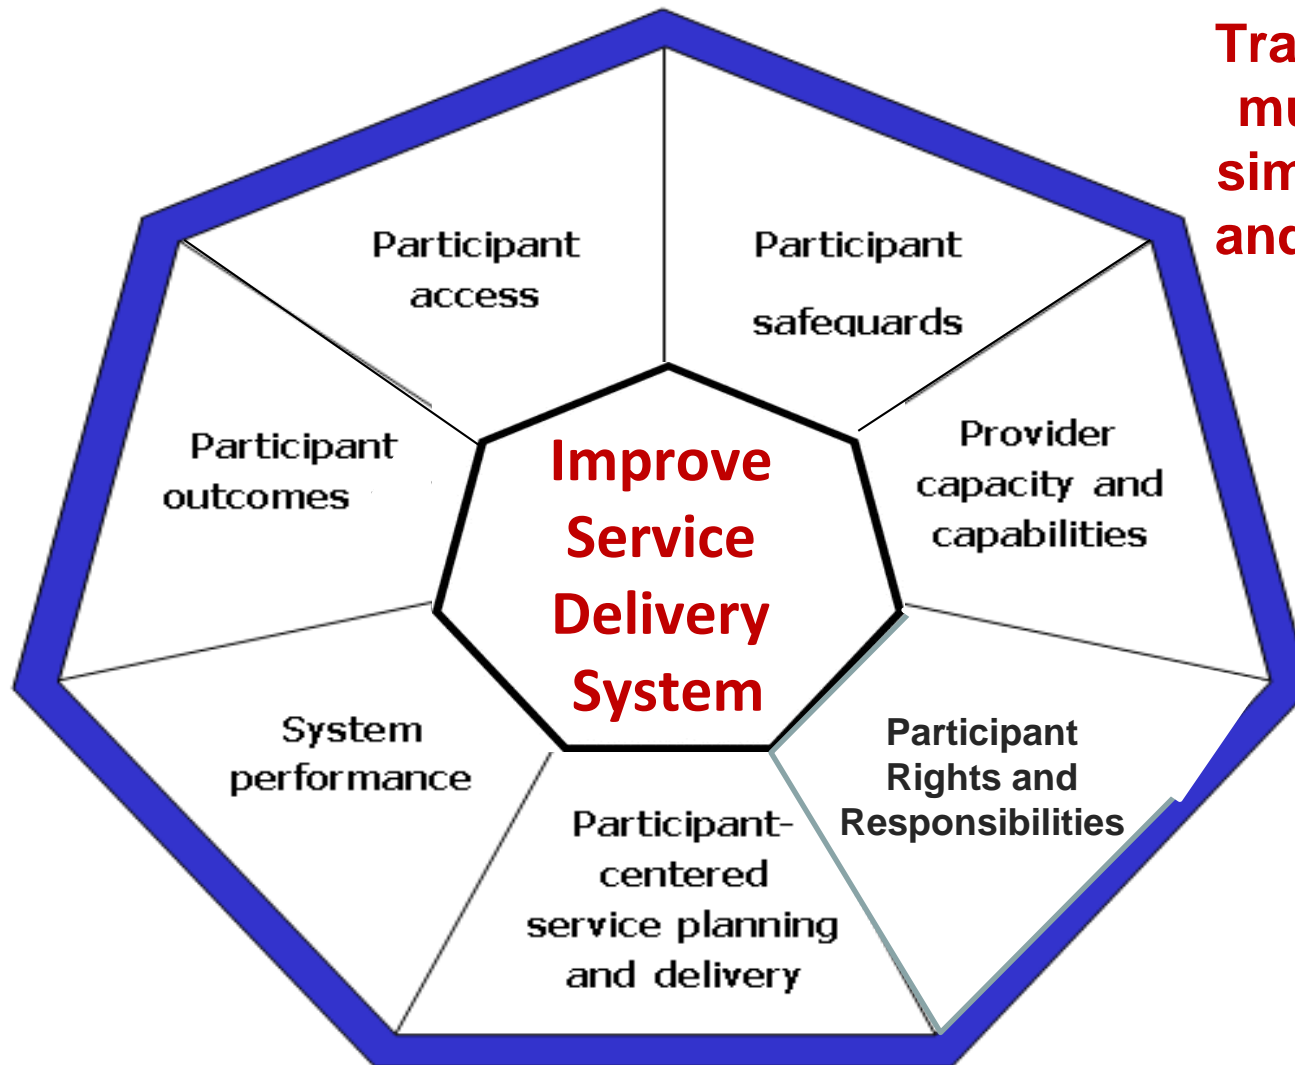 Participant
access
Participant
safeguards
Provider
capacity and
capabilities
Participant
Rights and
Responsibilities
Participant-
centered
service planning
and delivery
System
performance
Participant
outcomes
Improve
Service
Delivery
System